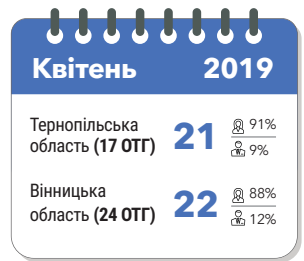 Квітень 2019
Тернопільська
область (17 ОТГ)
21
91%
9%
Вінницька
область (24 ОТГ)
22
88%
12%